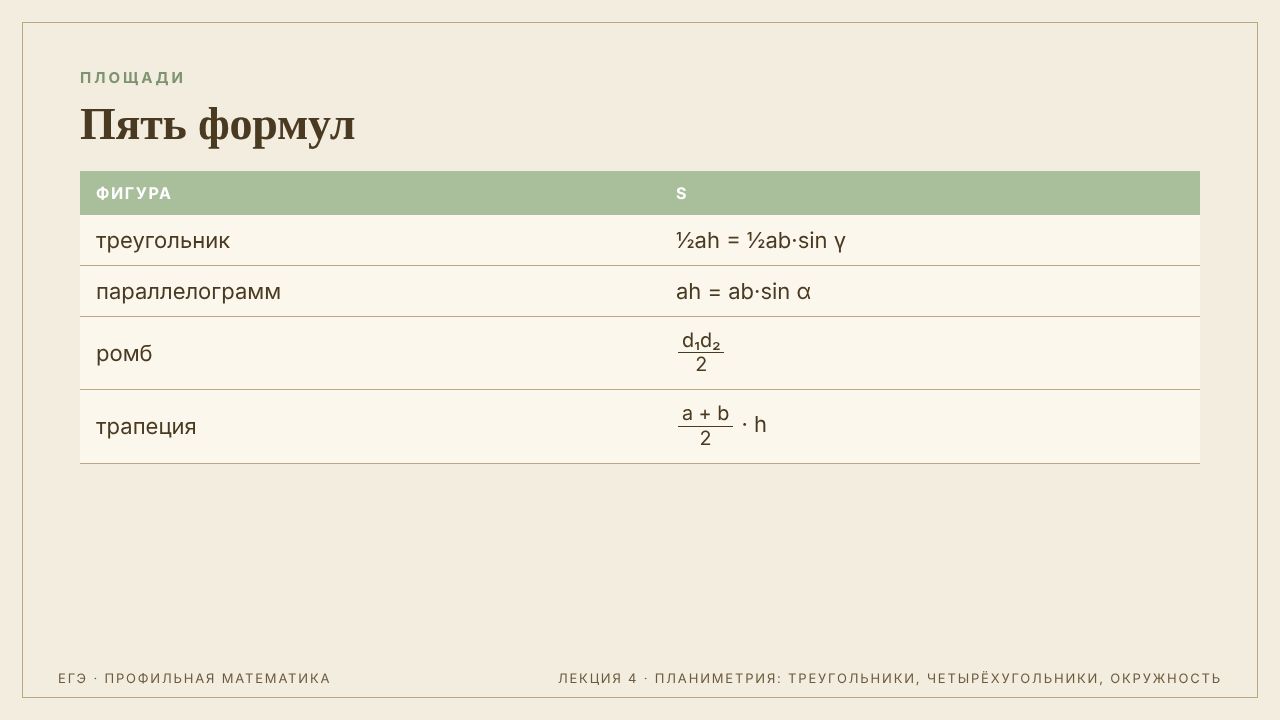 ПЛОЩАДИ
Пять формул
ФИГУРА S
треугольник ½ah = ½ab·sin γ
параллелограмм ah = ab·sin α
ромб d₁d₂ / 2
трапеция a + b / 2 · h
ЕГЭ · ПРОФИЛЬНАЯ МАТЕМАТИКА ЛЕКЦИЯ 4 · ПЛАНИМЕТРИЯ: ТРЕУГОЛЬНИКИ, ЧЕТЫРЁХУГОЛЬНИКИ, ОКРУЖНОСТЬ